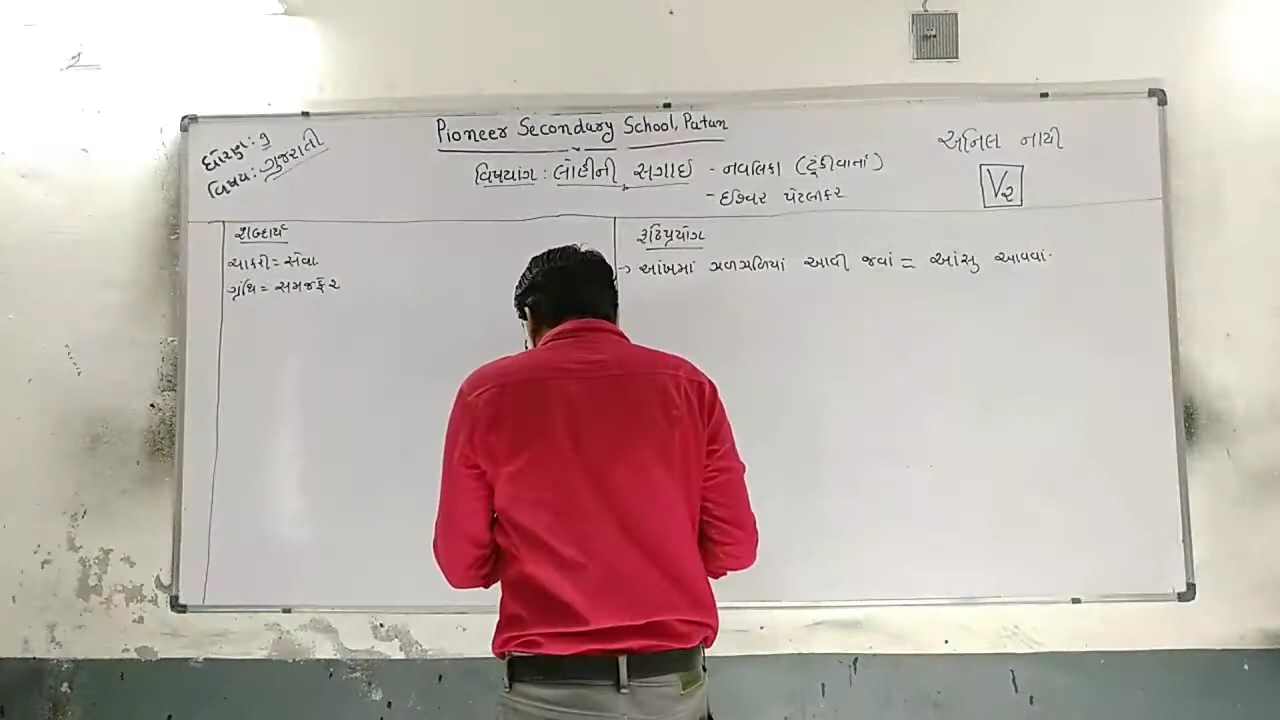 Pioneer Secondary School, Patan
ધોરણ: ૯
વિષય: ગુજરાતી
વિષયાંગ : લોહીની સગાઈ - નવલિકા (ટૂંકીવાર્તા)
- ઈશ્વર પેટલીકર
અનિલ નાયી
V૨
શબ્દાર્થ
ચાકરી = સેવા
ગ્રંથિ = સમજફેર
રૂઢિપ્રયોગ
→ આંખમાં ઝળઝળિયાં આવી જવાં = આંસુ આવવાં.